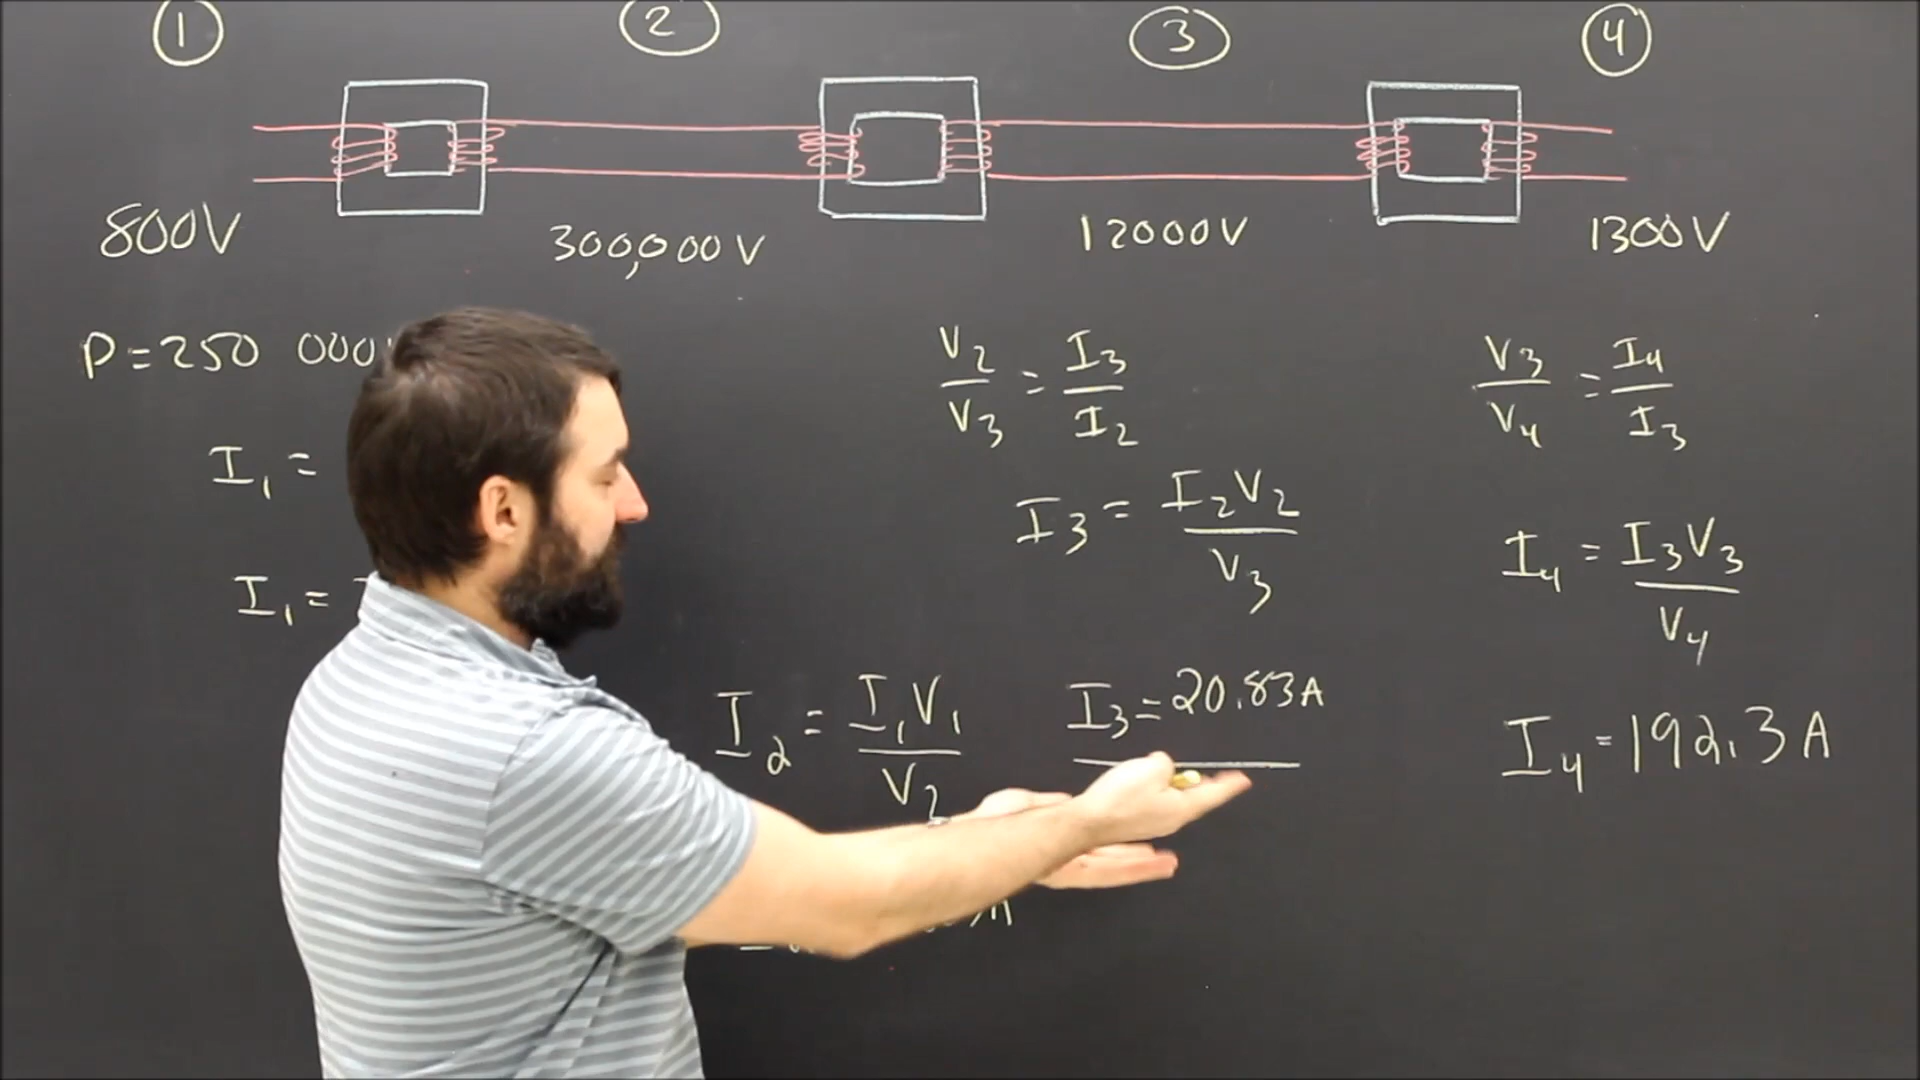 ① ② ③ ④
800V 300,000V 12000V 1300V
P=250 000
I₁ =
I₁ =
I₂ = I₁V₁/V₂
V₂/V₃ = I₃/I₂
I₃ = I₂V₂/V₃
I₃=20.83A
V₃/V₄ = I₄/I₃
I₄ = I₃V₃/V₄
I₄=192.3A